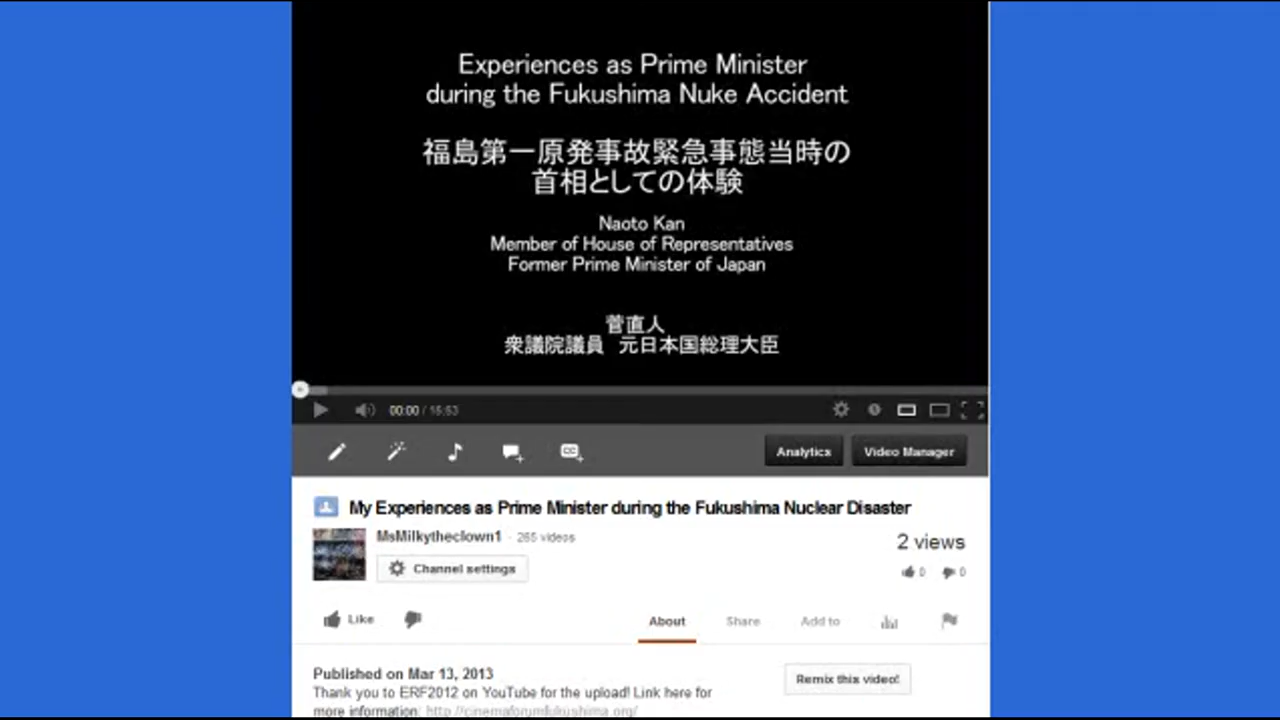 Experiences as Prime Minister
during the Fukushima Nuke Accident
福島第一原発事故緊急事態当時の
首相としての体験
Naoto Kan
Member of House of Representatives
Former Prime Minister of Japan
菅直人
衆議院議員 元日本国総理大臣
00:00 / 15:53
Analytics
Video Manager
My Experiences as Prime Minister during the Fukushima Nuclear Disaster
MsMilkytheclown1 · 265 videos
2 views
Channel settings
0 0
Like
About Share Add to
Published on Mar 13, 2013
Remix this video!
Thank you to ERF2012 on YouTube for the upload! Link here for
more information: http://cinemaforumfukushima.org/